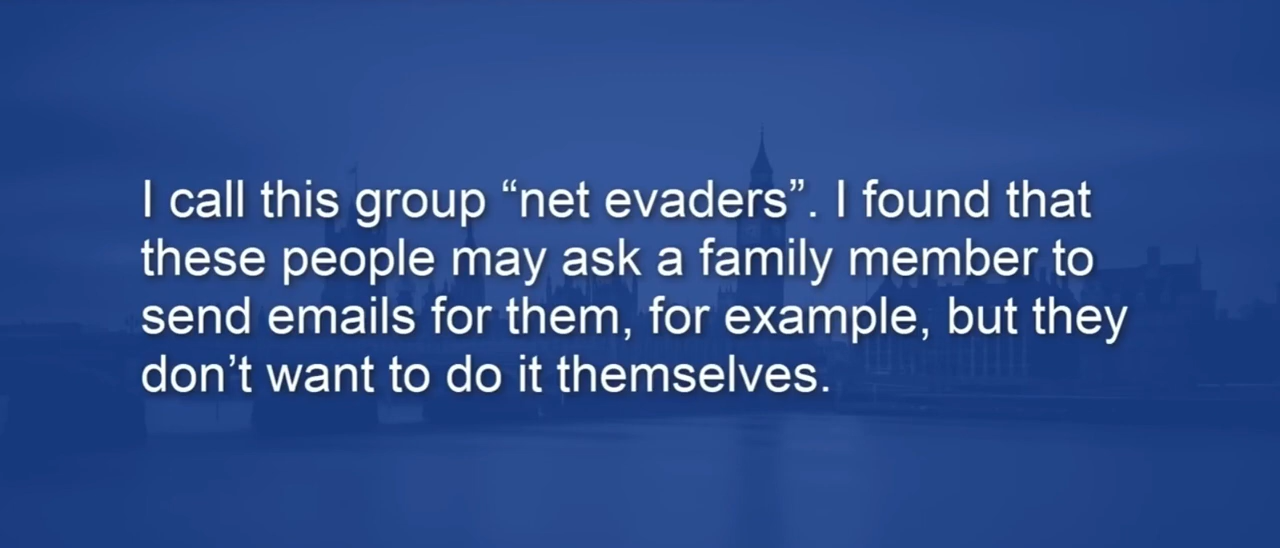 I call this group “net evaders”. I found that
these people may ask a family member to
send emails for them, for example, but they
don’t want to do it themselves.